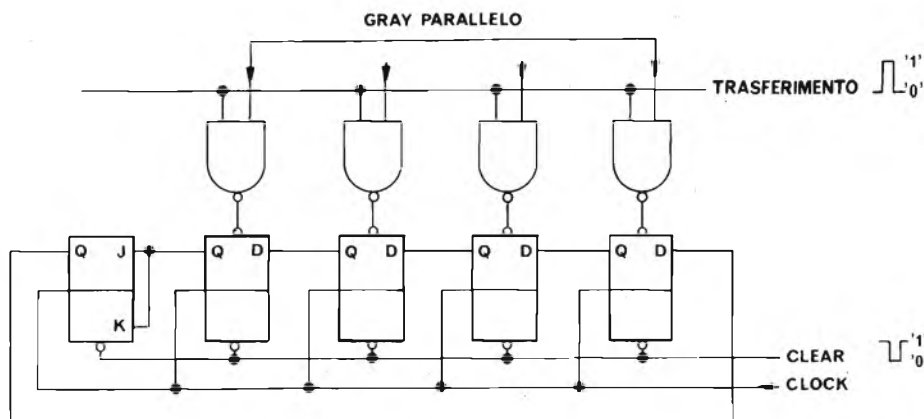 GRAY PARALLELO
TRASFERIMENTO '1' '0'
Q J Q D Q D Q D Q D
K
CLEAR '1 '0
CLOCK